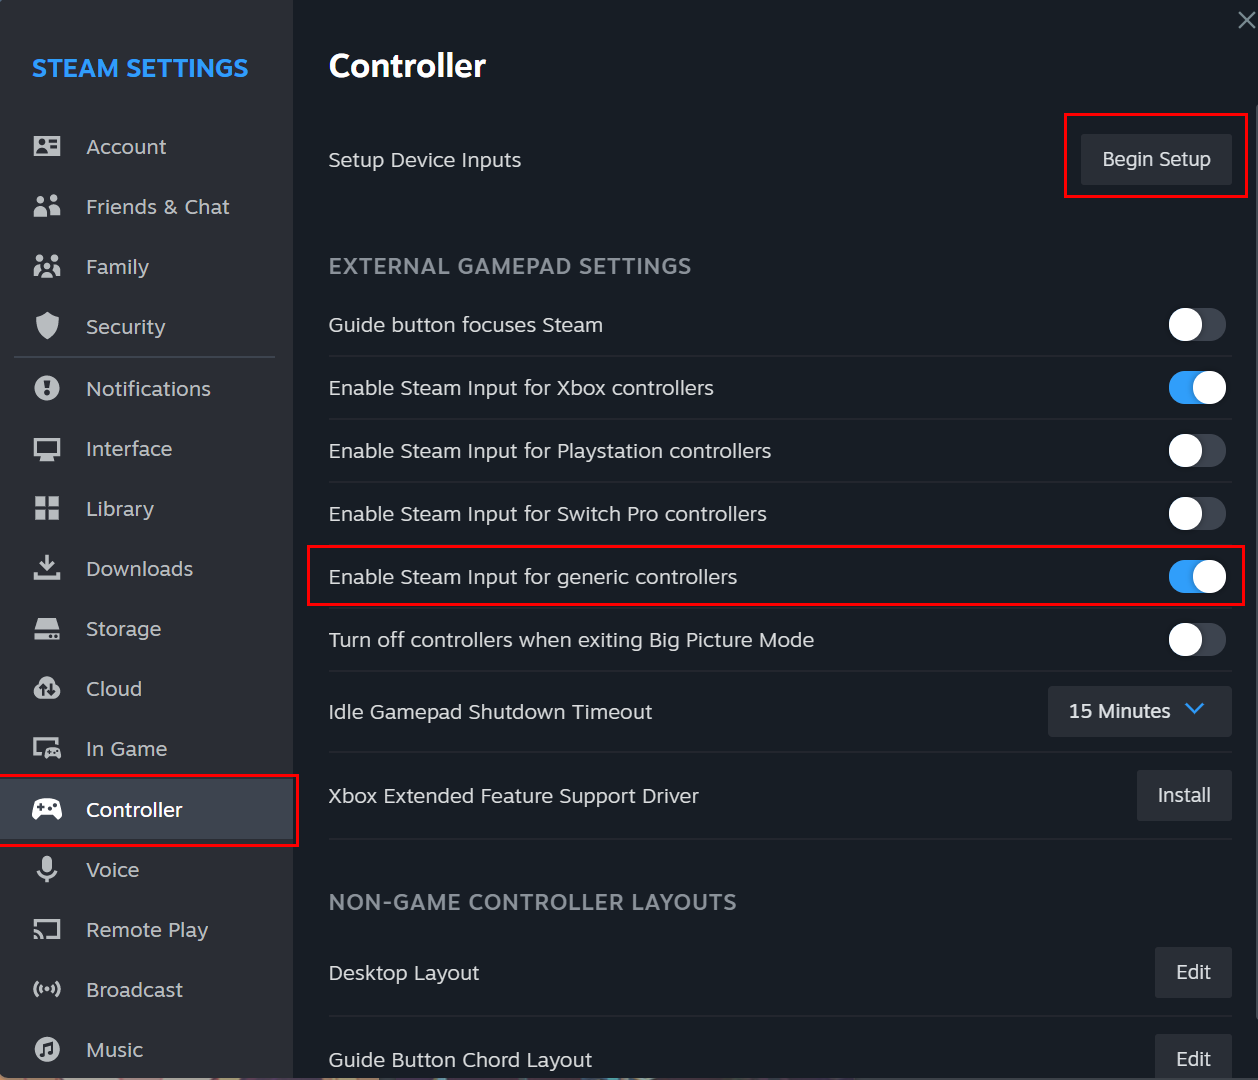 STEAM SETTINGS
Account
Friends & Chat
Family
Security
Notifications
Interface
Library
Downloads
Storage
Cloud
In Game
Controller
Voice
Remote Play
Broadcast
Music
Controller
Setup Device Inputs
Begin Setup
EXTERNAL GAMEPAD SETTINGS
Guide button focuses Steam
Enable Steam Input for Xbox controllers
Enable Steam Input for Playstation controllers
Enable Steam Input for Switch Pro controllers
Enable Steam Input for generic controllers
Turn off controllers when exiting Big Picture Mode
Idle Gamepad Shutdown Timeout
15 Minutes
Xbox Extended Feature Support Driver
Install
NON-GAME CONTROLLER LAYOUTS
Desktop Layout
Edit
Guide Button Chord Layout
Edit